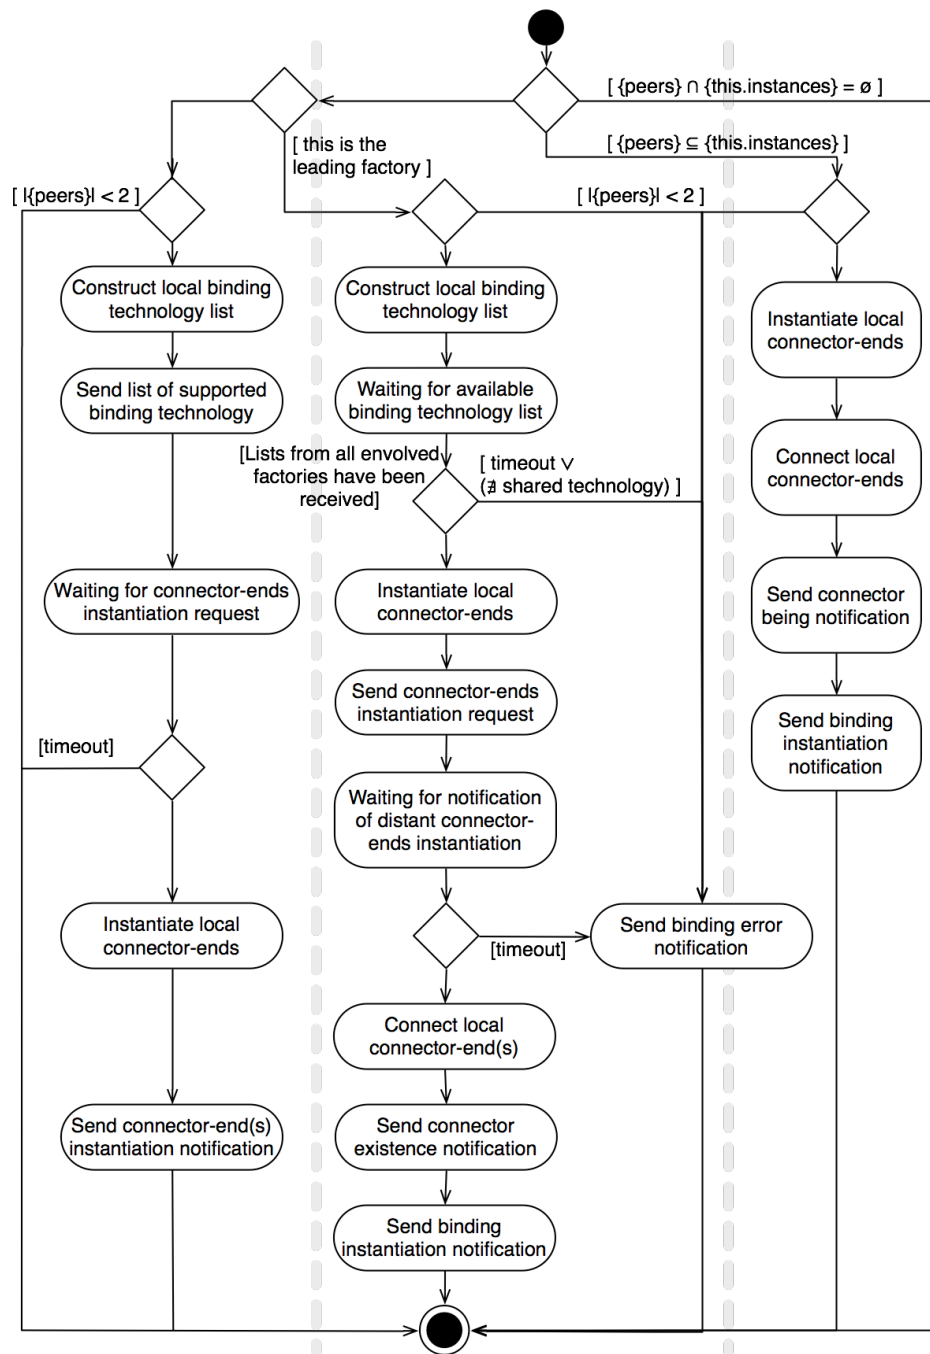 [ {peers} ∩ {this.instances} = ø ]
[ this is the
leading factory ]
[ {peers} ⊆ {this.instances} ]
[ |{peers}| < 2 ]
[ |{peers}| < 2 ]
Construct local binding
technology list
Construct local binding
technology list
Instantiate local
connector-ends
Send list of supported
binding technology
Waiting for available
binding technology list
[Lists from all envolved
factories have been
received]
[ timeout ∨
(∄ shared technology) ]
Connect local
connector-ends
Waiting for connector-ends
instantiation request
Instantiate local
connector-ends
Send connector
being notification
Send connector-ends
instantiation request
Send binding
instantiation
notification
[timeout]
Waiting for notification
of distant connector-
ends instantiation
Instantiate local
connector-ends
[timeout]
Send binding error
notification
Connect local
connector-end(s)
Send connector-end(s)
instantiation notification
Send connector
existence notification
Send binding
instantiation notification